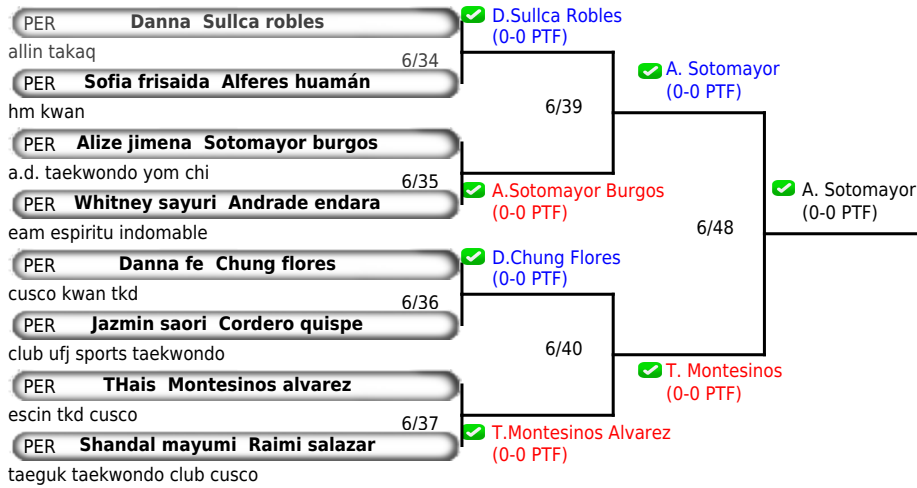 PER Danna Sullca robles
allin takaq
6/34
PER Sofia frisaida Alferes huamán
hm kwan
PER Alize jimena Sotomayor burgos
a.d. taekwondo yom chi
6/35
PER Whitney sayuri Andrade endara
eam espiritu indomable
PER Danna fe Chung flores
cusco kwan tkd
6/36
PER Jazmin saori Cordero quispe
club ufj sports taekwondo
PER THais Montesinos alvarez
escin tkd cusco
6/37
PER Shandal mayumi Raimi salazar
taeguk taekwondo club cusco
D.Sullca Robles
(0-0 PTF)
6/39
A.Sotomayor Burgos
(0-0 PTF)
D.Chung Flores
(0-0 PTF)
6/40
T.Montesinos Alvarez
(0-0 PTF)
A. Sotomayor
(0-0 PTF)
6/48
T. Montesinos
(0-0 PTF)
A. Sotomayor
(0-0 PTF)